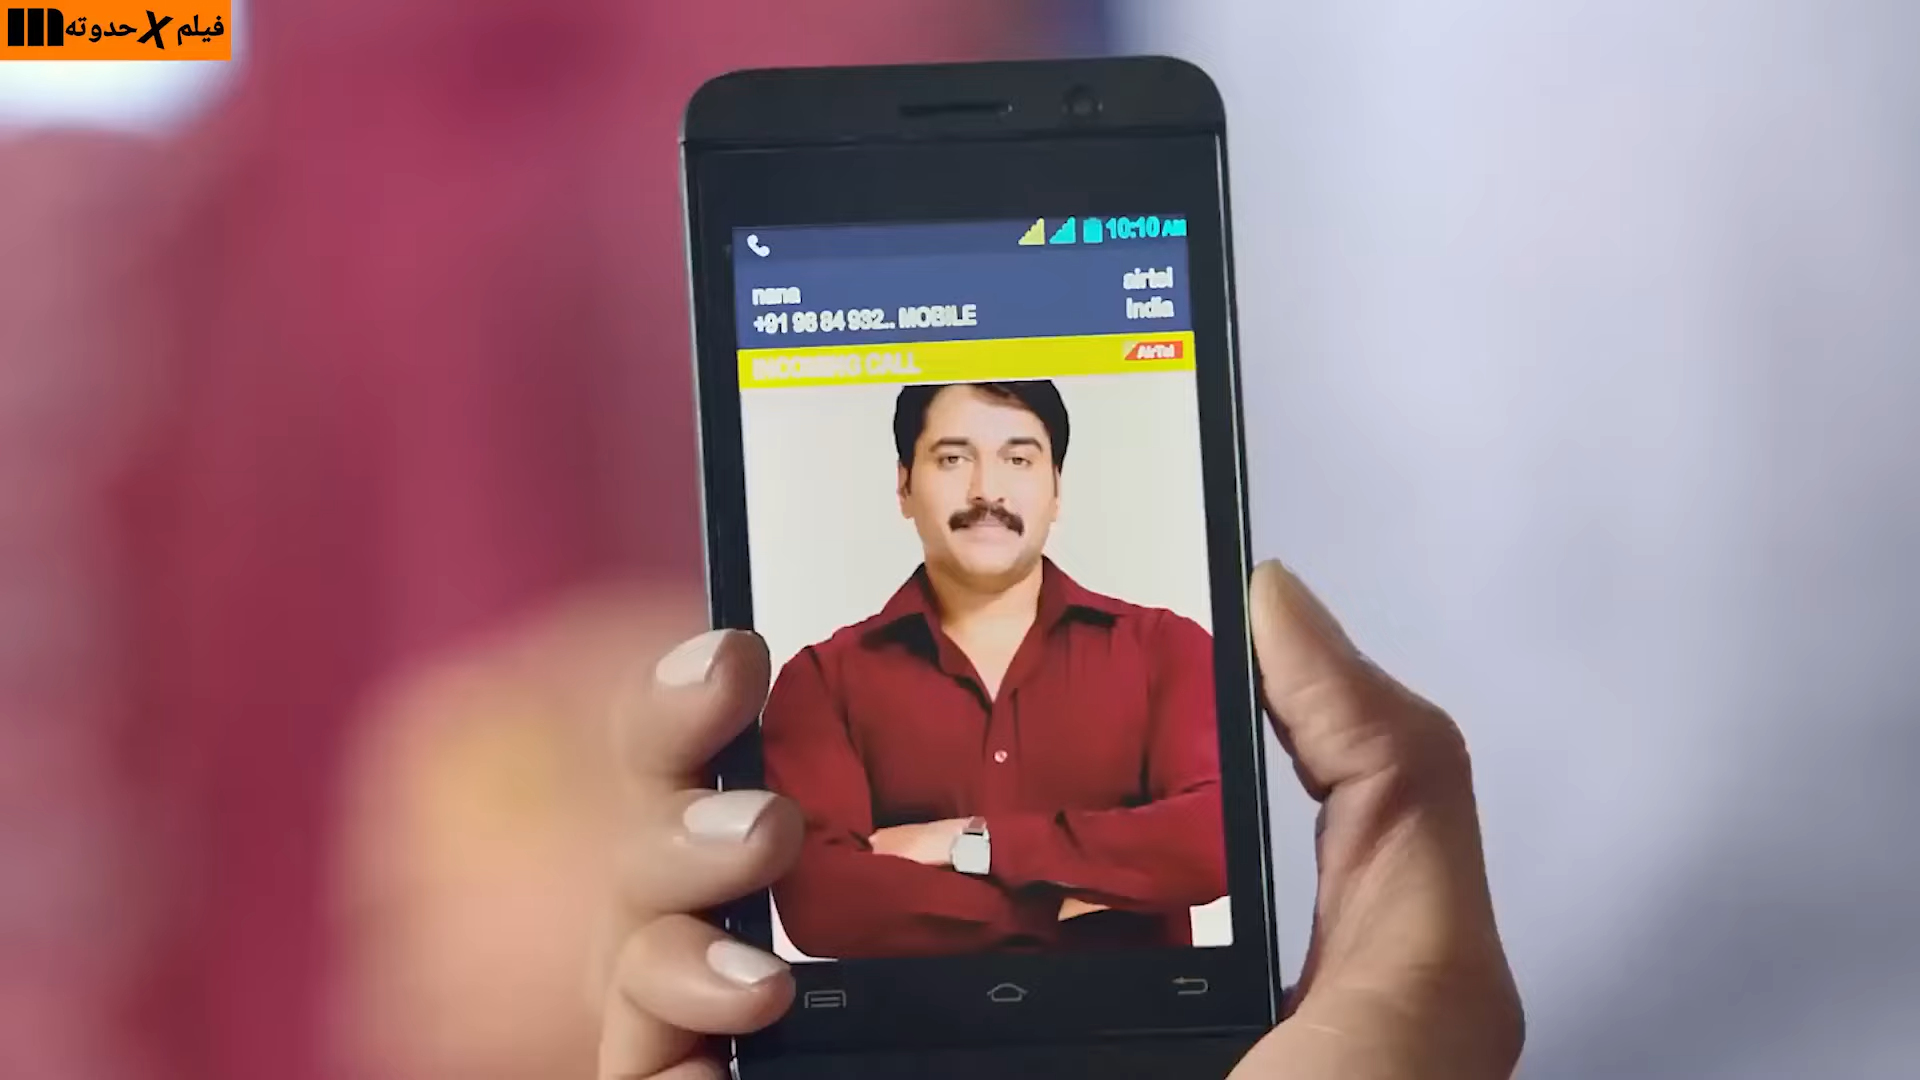 فيلم X حدوته
10:10 AM
nana
airtel
+91 98 84 932.. MOBILE
India
INCOMING CALL
AirTel